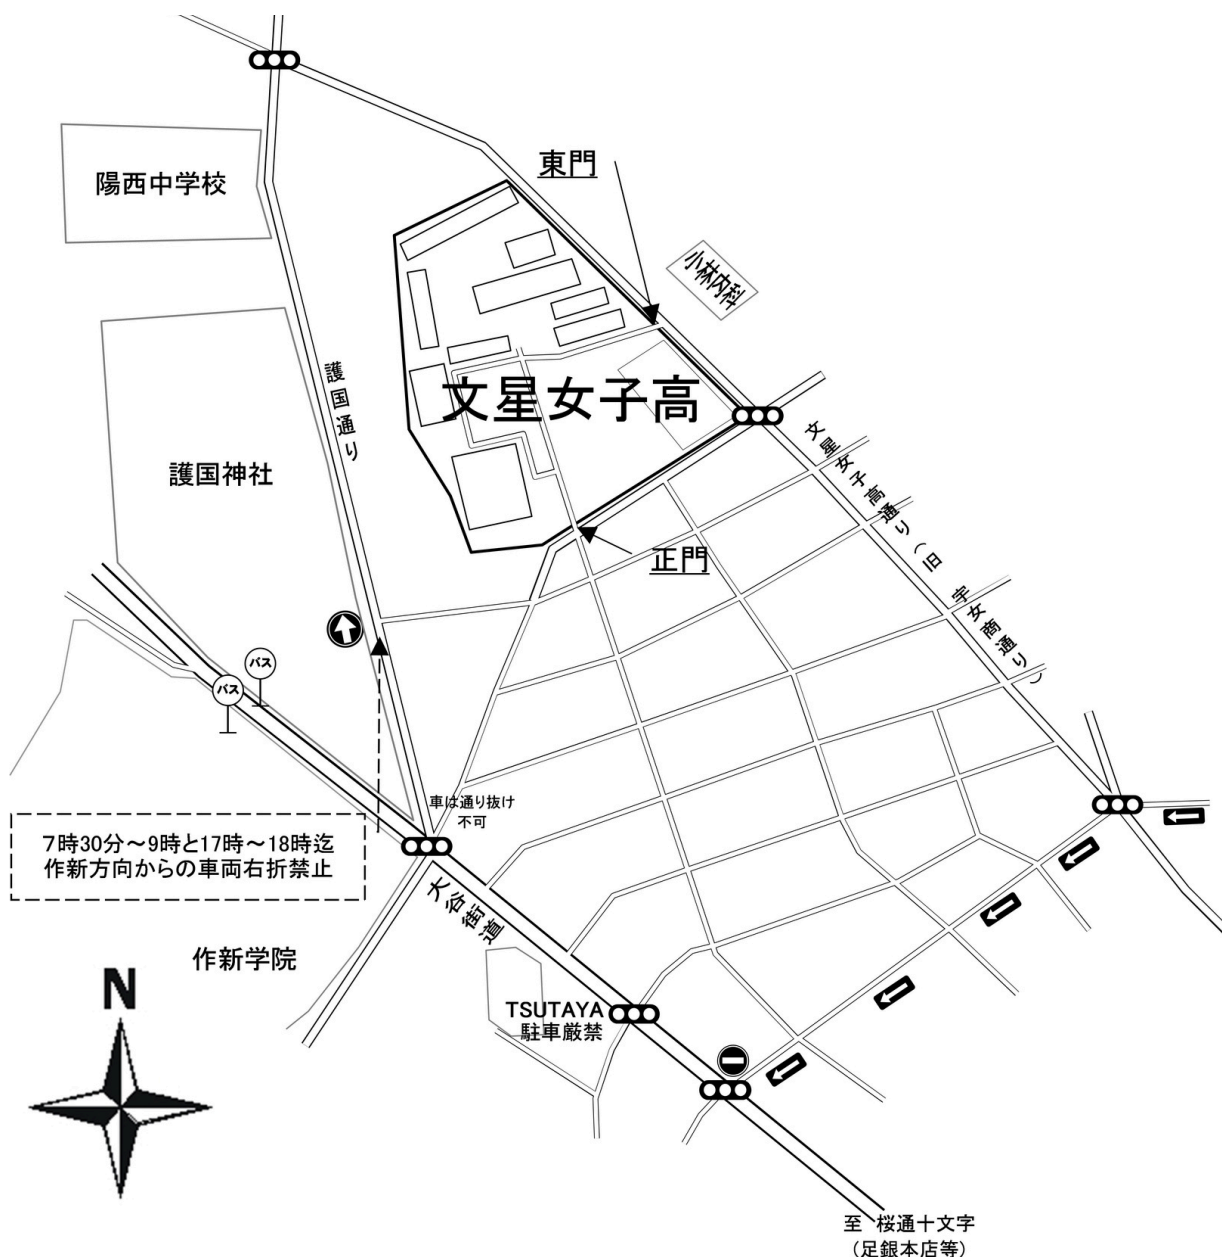 陽西中学校
東門
小林内科
護国通り
文星女子高
護国神社
文星女子高通り(旧 宇女商通り)
正門
バス
バス
車は通り抜け
不可
7時30分～9時と17時～18時迄
作新方向からの車両右折禁止
大谷街道
作新学院
N
TSUTAYA
駐車厳禁
至 桜通十文字
(足銀本店等)